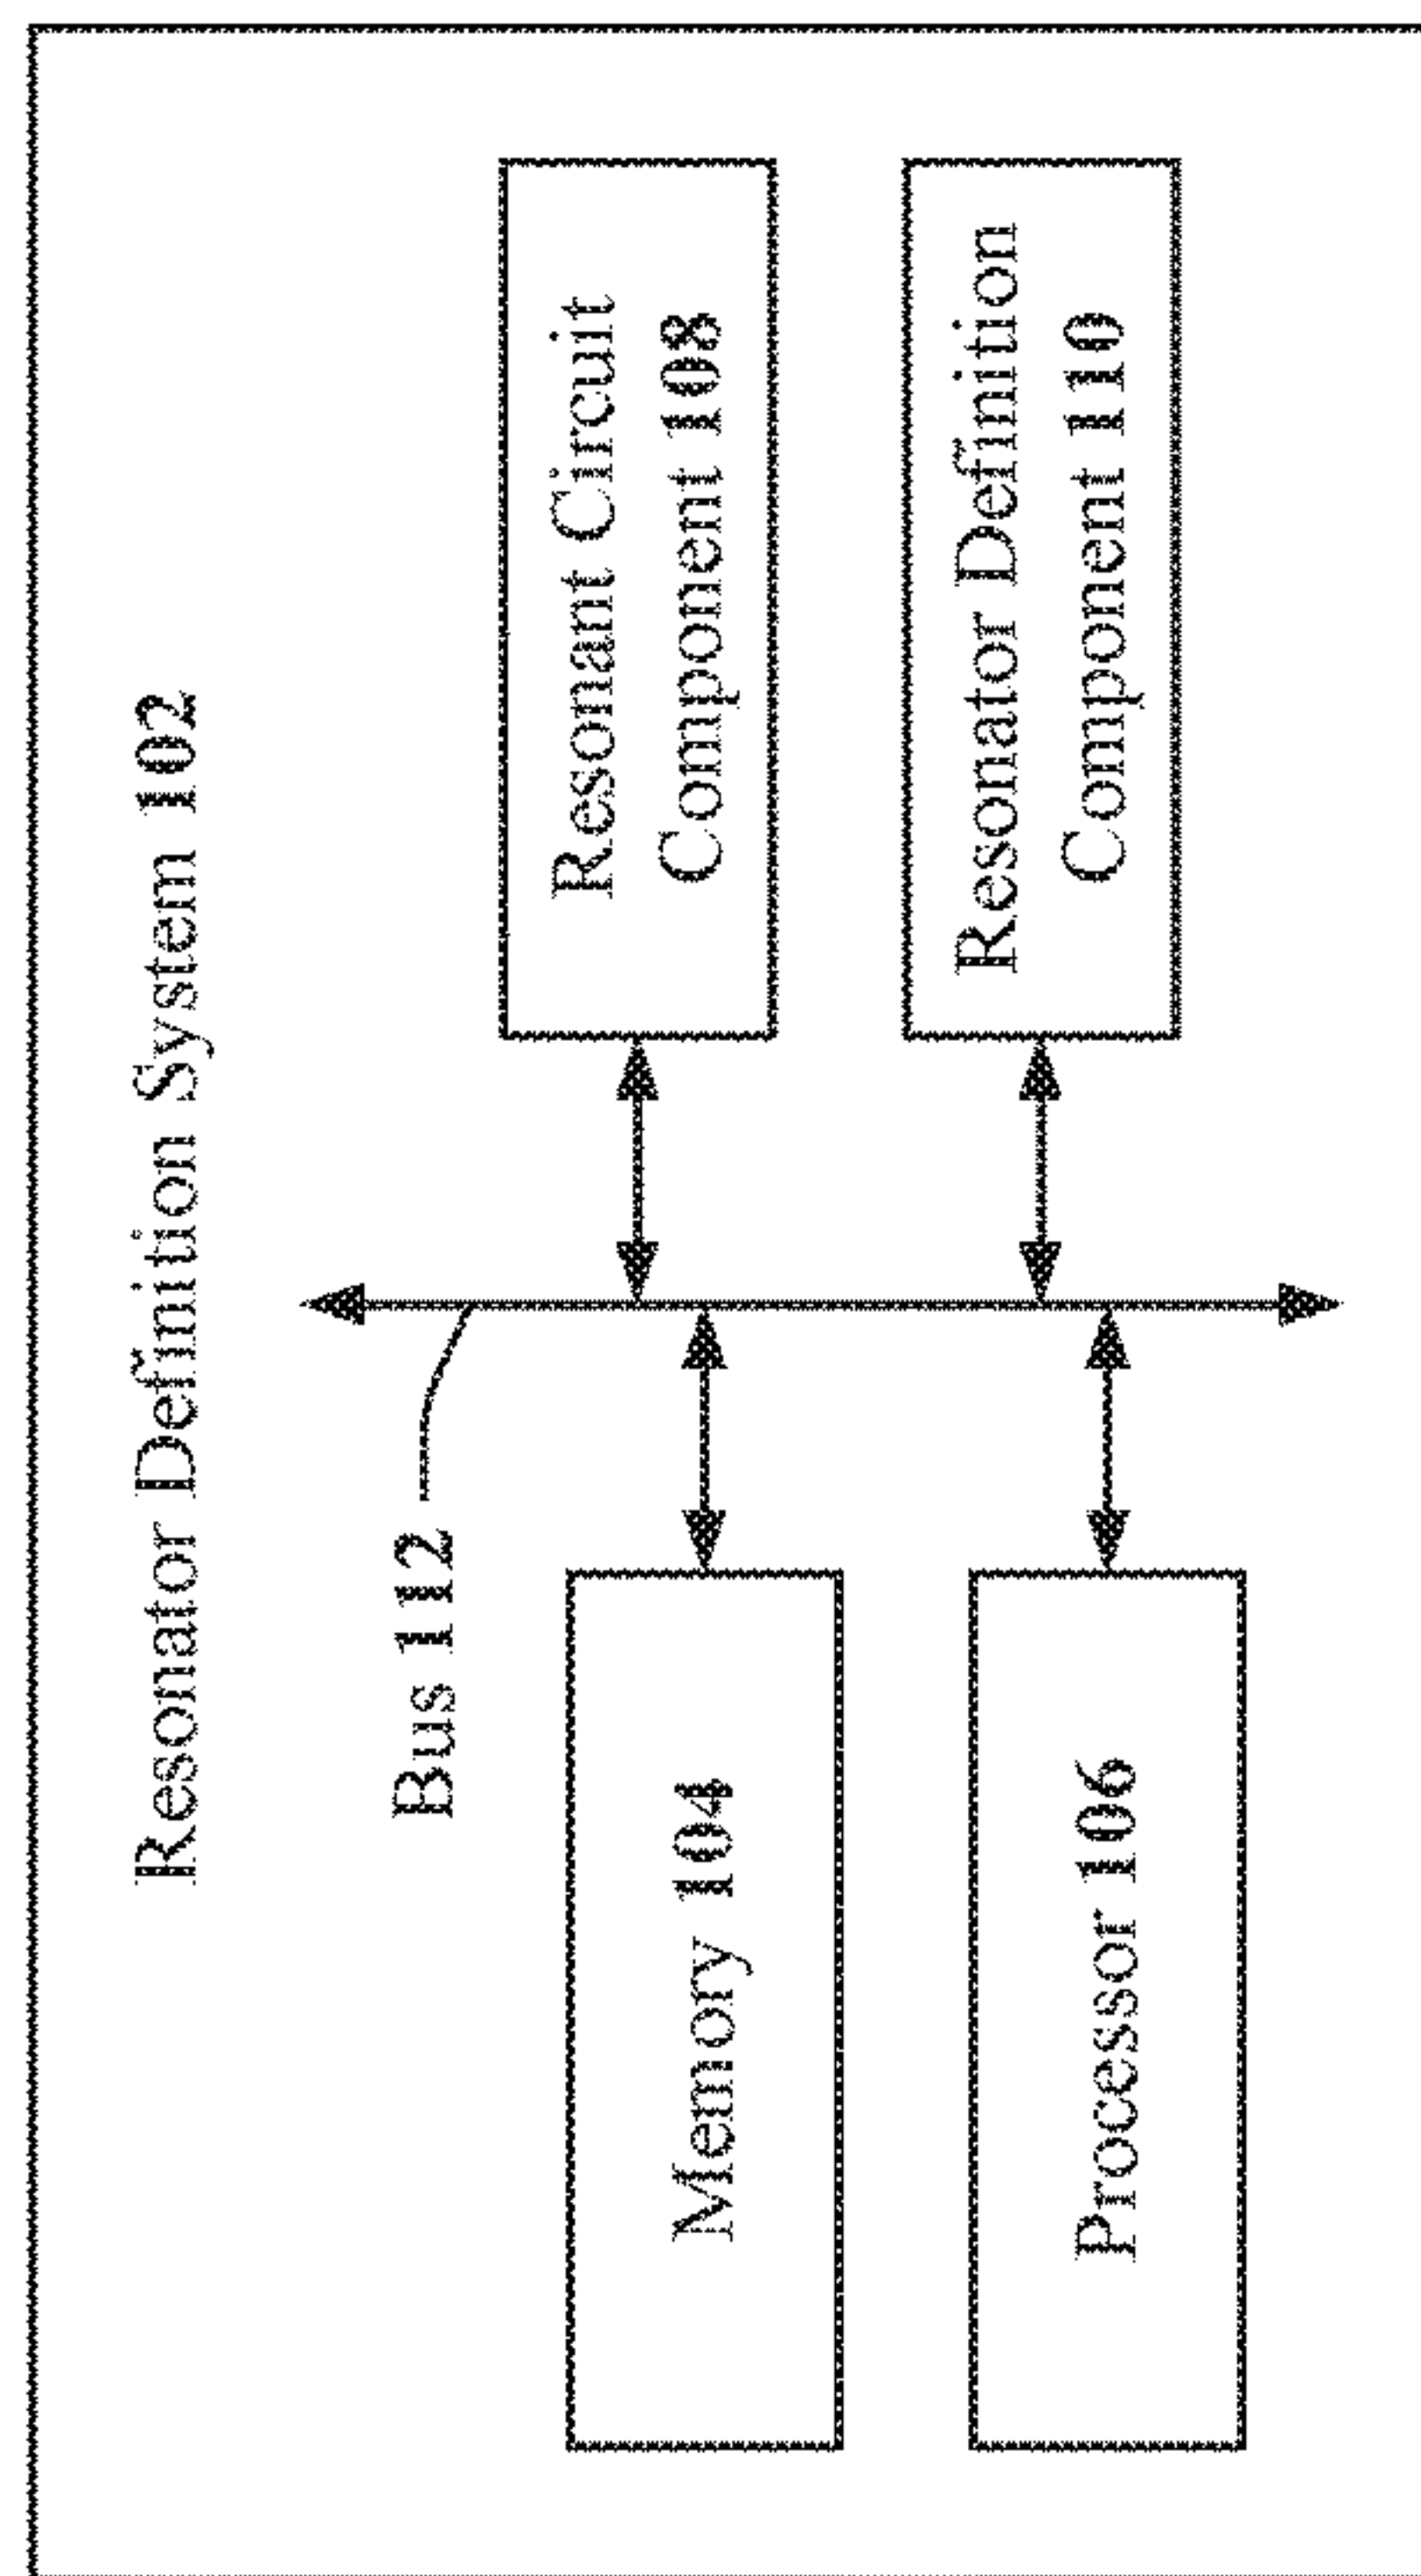 Resonator Definition System 102
Bus 112
Memory 104
Processor 106
Resonant Circuit
Component 108
Resonator Definition
Component 110